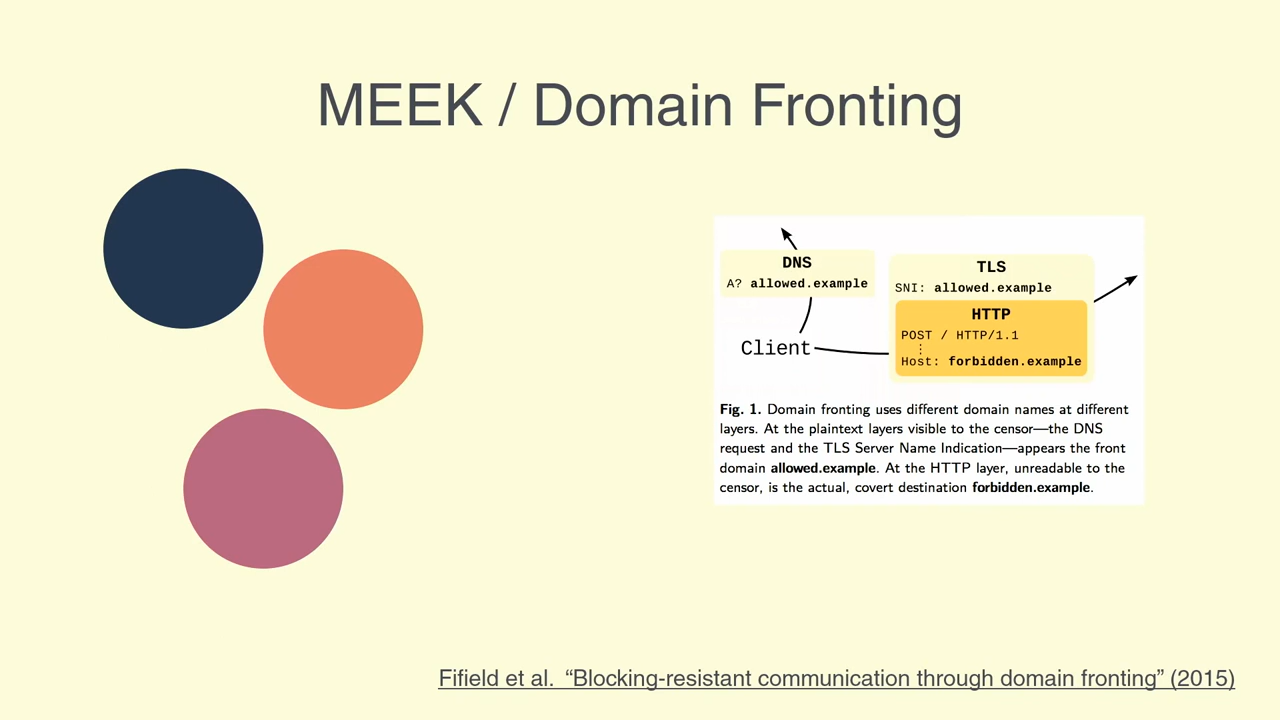 MEEK / Domain Fronting
DNS
A? allowed.example
TLS
SNI: allowed.example
HTTP
POST / HTTP/1.1
Host: forbidden.example
Client
Fig. 1. Domain fronting uses different domain names at different
layers. At the plaintext layers visible to the censor—the DNS
request and the TLS Server Name Indication—appears the front
domain allowed.example. At the HTTP layer, unreadable to the
censor, is the actual, covert destination forbidden.example.
Fifield et al. “Blocking-resistant communication through domain fronting” (2015)